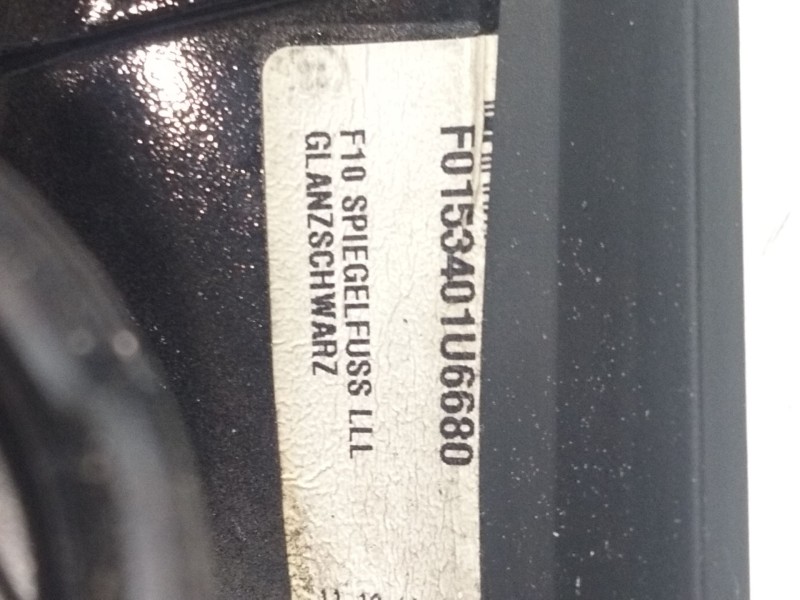 F0153401U6680
F10 SPIEGELFUSS LLL
GLANZSCHWARZ